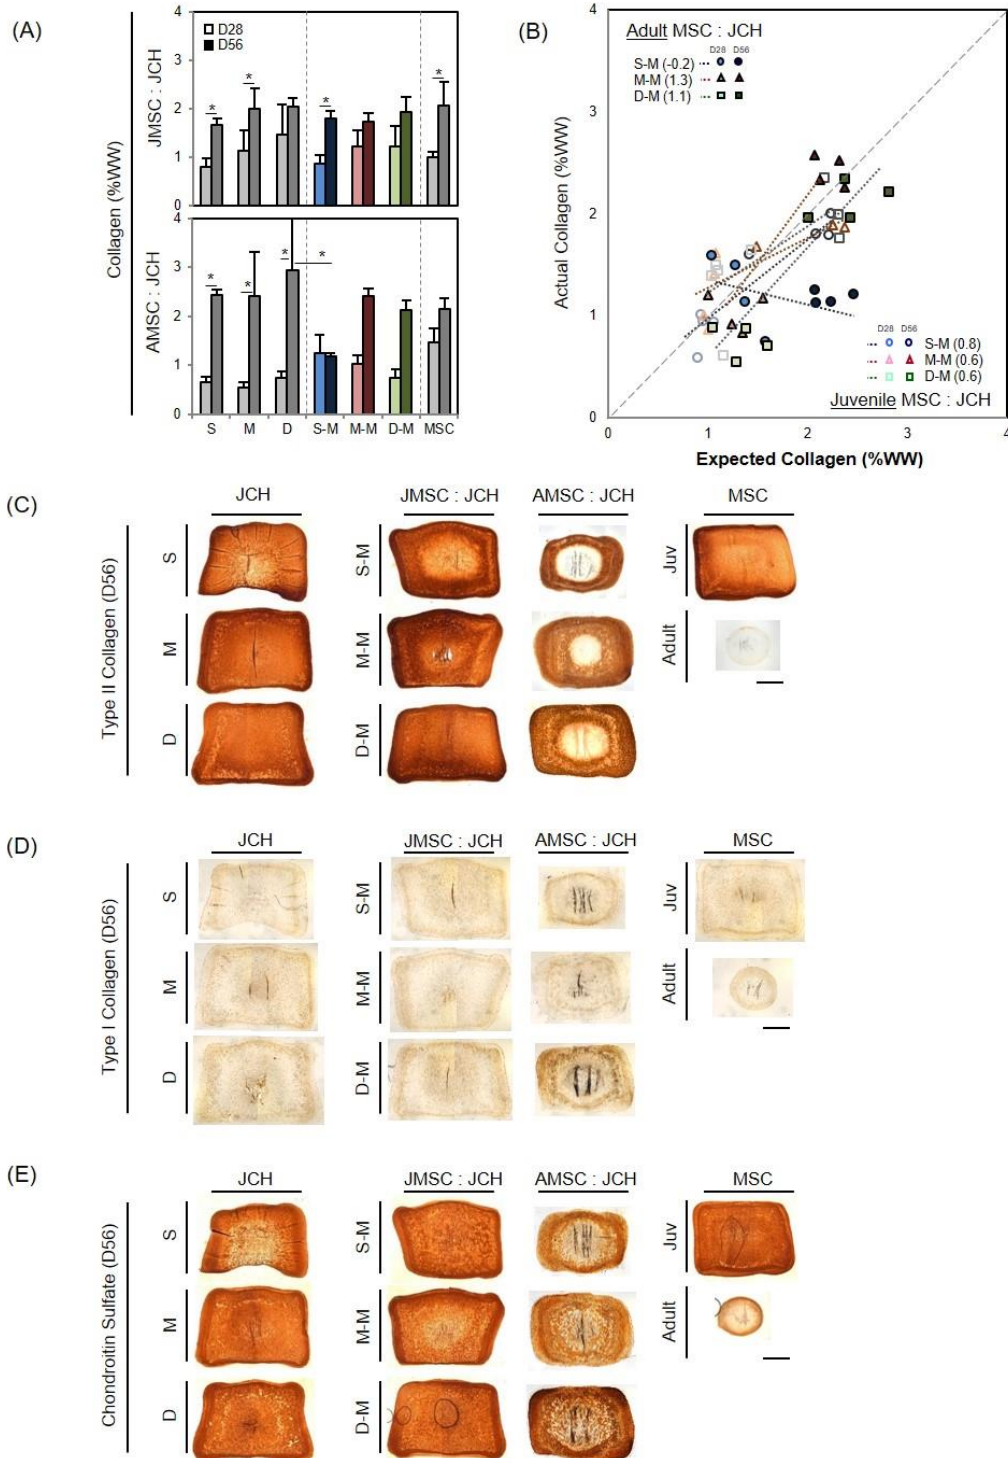 (A)
Collagen (%WW)
JMSC : JCH
4
3
2
1
0
D28
D56
*
*
*
*
AMSC : JCH
4
3
2
1
0
*
*
*
*
S M D S-M M-M D-M MSC
(B)
Actual Collagen (%WW)
4
3
2
1
0
Adult MSC : JCH
D28 D56
S-M (-0.2)
M-M (1.3)
D-M (1.1)
D28 D56
S-M (0.8)
M-M (0.6)
D-M (0.6)
Juvenile MSC : JCH
1 2 3 4
Expected Collagen (%WW)
(C)
Type II Collagen (D56)
JCH
JMSC : JCH
AMSC : JCH
MSC
S
S-M
Juv
M
M-M
Adult
D
D-M
(D)
Type I Collagen (D56)
JCH
JMSC : JCH
AMSC : JCH
MSC
S
S-M
Juv
M
M-M
Adult
D
D-M
(E)
Chondroitin Sulfate (D56)
JCH
JMSC : JCH
AMSC : JCH
MSC
S
S-M
Juv
M
M-M
Adult
D
D-M